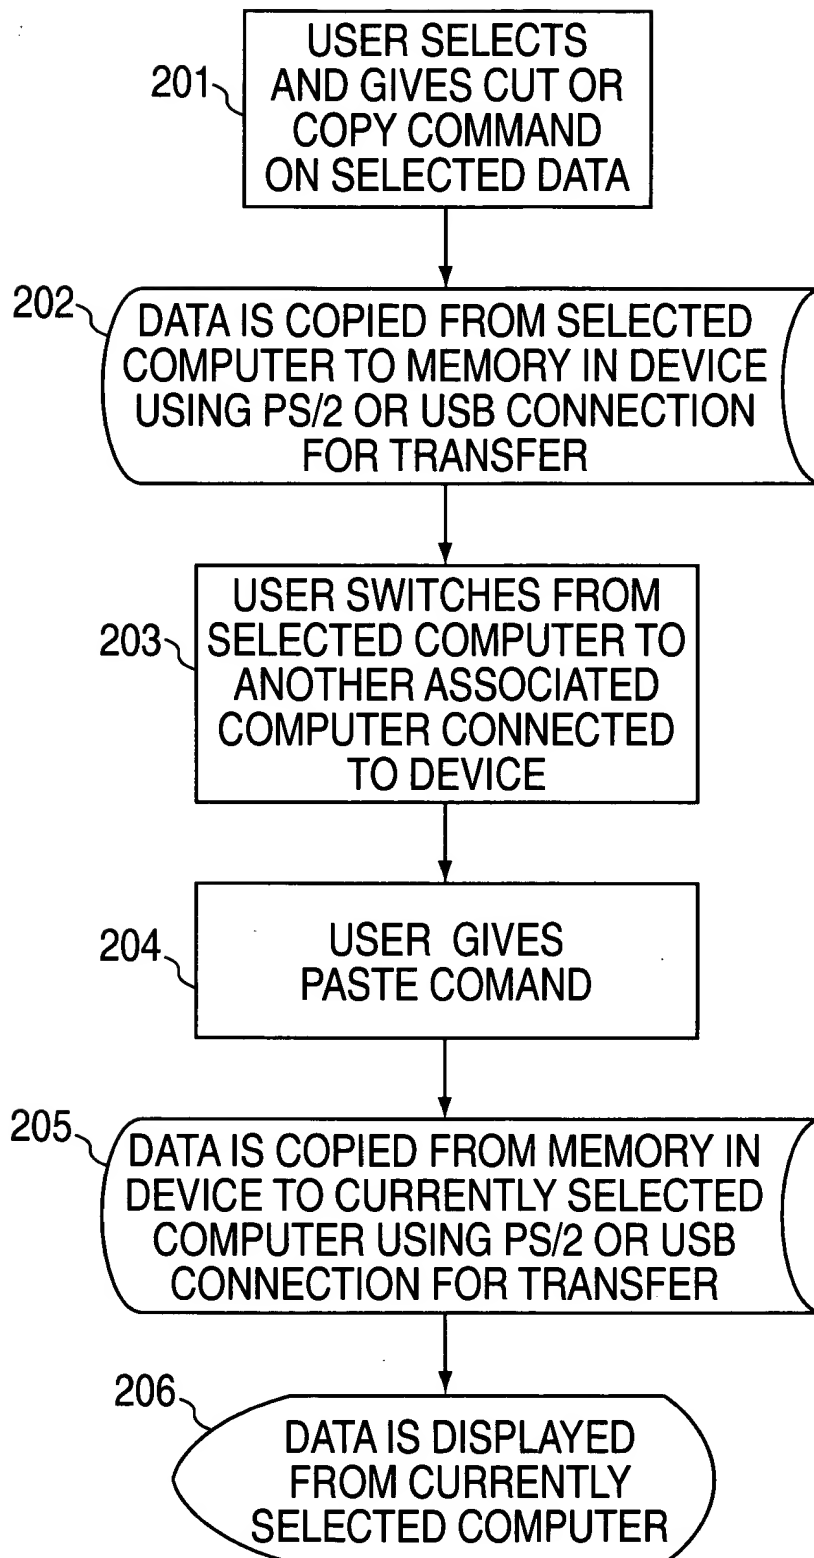 201
USER SELECTS
AND GIVES CUT OR
COPY COMMAND
ON SELECTED DATA
202
DATA IS COPIED FROM SELECTED
COMPUTER TO MEMORY IN DEVICE
USING PS/2 OR USB CONNECTION
FOR TRANSFER
203
USER SWITCHES FROM
SELECTED COMPUTER TO
ANOTHER ASSOCIATED
COMPUTER CONNECTED
TO DEVICE
204
USER GIVES
PASTE COMAND
205
DATA IS COPIED FROM MEMORY IN
DEVICE TO CURRENTLY SELECTED
COMPUTER USING PS/2 OR USB
CONNECTION FOR TRANSFER
206
DATA IS DISPLAYED
FROM CURRENTLY
SELECTED COMPUTER